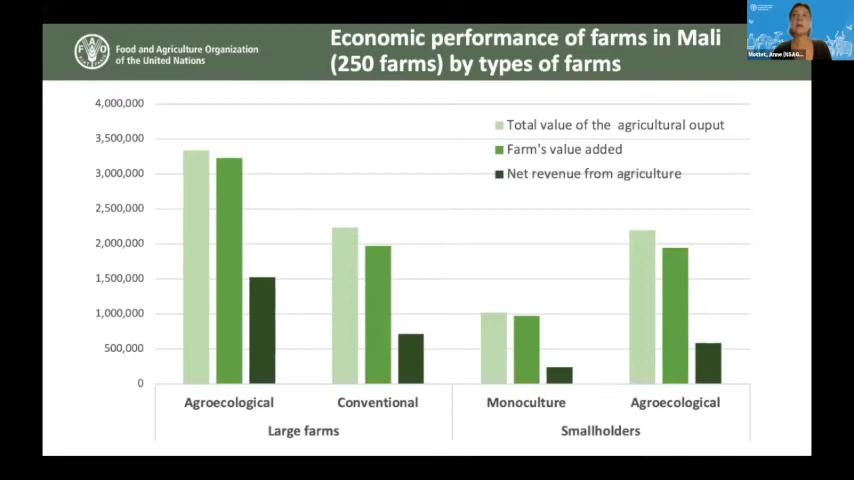 Food and Agriculture Organization
of the United Nations
Economic performance of farms in Mali
(250 farms) by types of farms
Mottet, Anne (NSAG...
4,000,000
3,500,000
3,000,000
2,500,000
2,000,000
1,500,000
1,000,000
500,000
0
Total value of the agricultural ouput
Farm's value added
Net revenue from agriculture
Agroecological Conventional Monoculture Agroecological
Large farms Smallholders